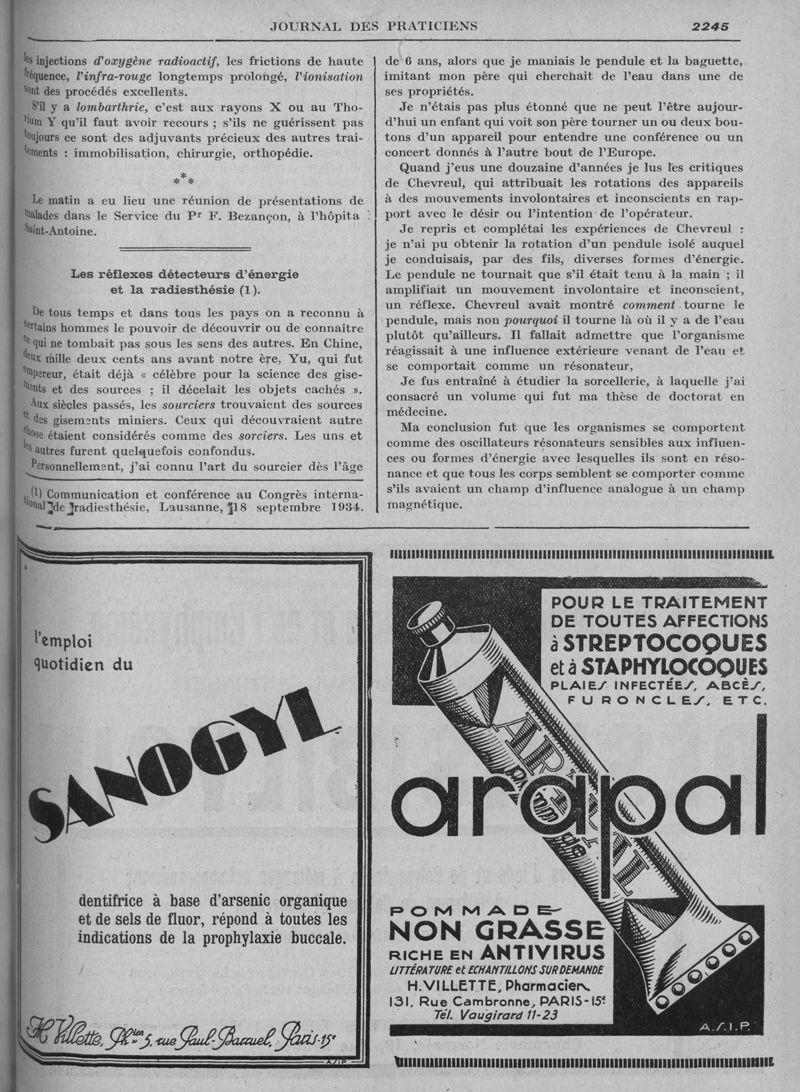 JOURNAL DES PRATICIENS 2245
les injections d'oxygène radioactif, les frictions de haute
fréquence, l'infra-rouge longtemps prolongé, l'ionisation
sont des procédés excellents.
S'il y a lombarthrie, c'est aux rayons X ou au Tho-
rium Y qu'il faut avoir recours ; s'ils ne guérissent pas
toujours ce sont des adjuvants précieux des autres trai-
tements : immobilisation, chirurgie, orthopédie.
***
Le matin a eu lieu une réunion de présentations de
malades dans le Service du Pr F. Bezançon, à l'hôpita
Saint-Antoine.
Les réflexes détecteurs d'énergie
et la radiesthésie (1).
De tous temps et dans tous les pays on a reconnu à
certains hommes le pouvoir de découvrir ou de connaître
ce qui ne tombait pas sous les sens des autres. En Chine,
deux mille deux cents ans avant notre ère, Yu, qui fut
empereur, était déjà « célèbre pour la science des gise-
ments et des sources ; il décelait les objets cachés ».
Aux siècles passés, les sourciers trouvaient des sources
et des gisements miniers. Ceux qui découvraient autre
chose étaient considérés comme des sorciers. Les uns et
les autres furent quelquefois confondus.
Personnellement, j'ai connu l'art du sourcier dès l'âge
(1) Communication et conférence au Congrès interna-
tional de radiesthésie, Lausanne, 18 septembre 1934.
de 6 ans, alors que je maniais le pendule et la baguette,
imitant mon père qui cherchait de l'eau dans une de
ses propriétés.
Je n'étais pas plus étonné que ne peut l'être aujour-
d'hui un enfant qui voit son père tourner un ou deux bou-
tons d'un appareil pour entendre une conférence ou un
concert donnés à l'autre bout de l'Europe.
Quand j'eus une douzaine d'années je lus les critiques
de Chevreul, qui attribuait les rotations des appareils
à des mouvements involontaires et inconscients en rap-
port avec le désir ou l'intention de l'opérateur.
Je repris et complétai les expériences de Chevreul :
je n'ai pu obtenir la rotation d'un pendule isolé auquel
je conduisais, par des fils, diverses formes d'énergie.
Le pendule ne tournait que s'il était tenu à la main ; il
amplifiait un mouvement involontaire et inconscient,
un réflexe. Chevreul avait montré comment tourne le
pendule, mais non pourquoi il tourne là où il y a de l'eau
plutôt qu'ailleurs. Il fallait admettre que l'organisme
réagissait à une influence extérieure venant de l'eau et
se comportait comme un résonateur,
Je fus entraîné à étudier la sorcellerie, à laquelle j'ai
consacré un volume qui fut ma thèse de doctorat en
médecine.
Ma conclusion fut que les organismes se comportent
comme des oscillateurs résonateurs sensibles aux influen-
ces ou formes d'énergie avec lesquelles ils sont en réso-
nance et que tous les corps semblent se comporter comme
s'ils avaient un champ d'influence analogue à un champ
magnétique.
l'emploi
quotidien du
SANOGYL
dentifrice à base d'arsenic organique
et de sels de fluor, répond à toutes les
indications de la prophylaxie buccale.
H. Villette, Phien 5, rue Paul-Barruel, Paris-15e
A.S.I.P.
POUR LE TRAITEMENT
DE TOUTES AFFECTIONS
à STREPTOCOQUES
et à STAPHYLOCOQUES
PLAIES INFECTÉES, ABCÈS,
FURONCLES, ETC.
arapal
POMMADE
NON GRASSE
RICHE EN ANTIVIRUS
LITTÉRATURE et ECHANTILLONS SUR DEMANDE
H. VILLETTE, Pharmacien
131, Rue Cambronne, PARIS-15e
Tél. Vaugirard 11-23
A.S.I.P.